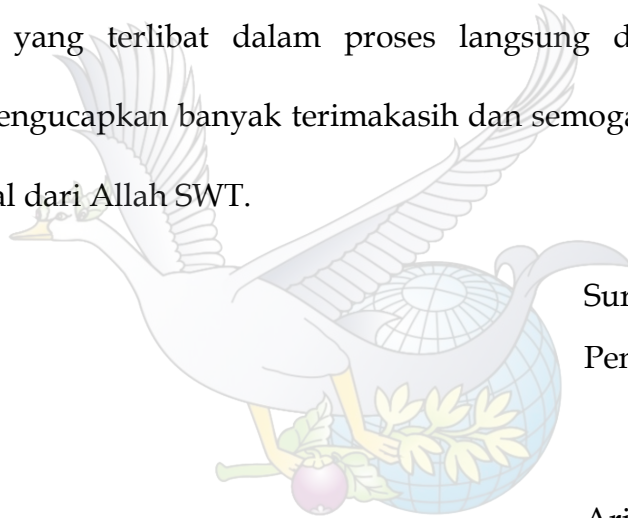 yang terlibat dalam proses langsung d
engucapkan banyak terimakasih dan semoga
al dari Allah SWT.
Sur
Per